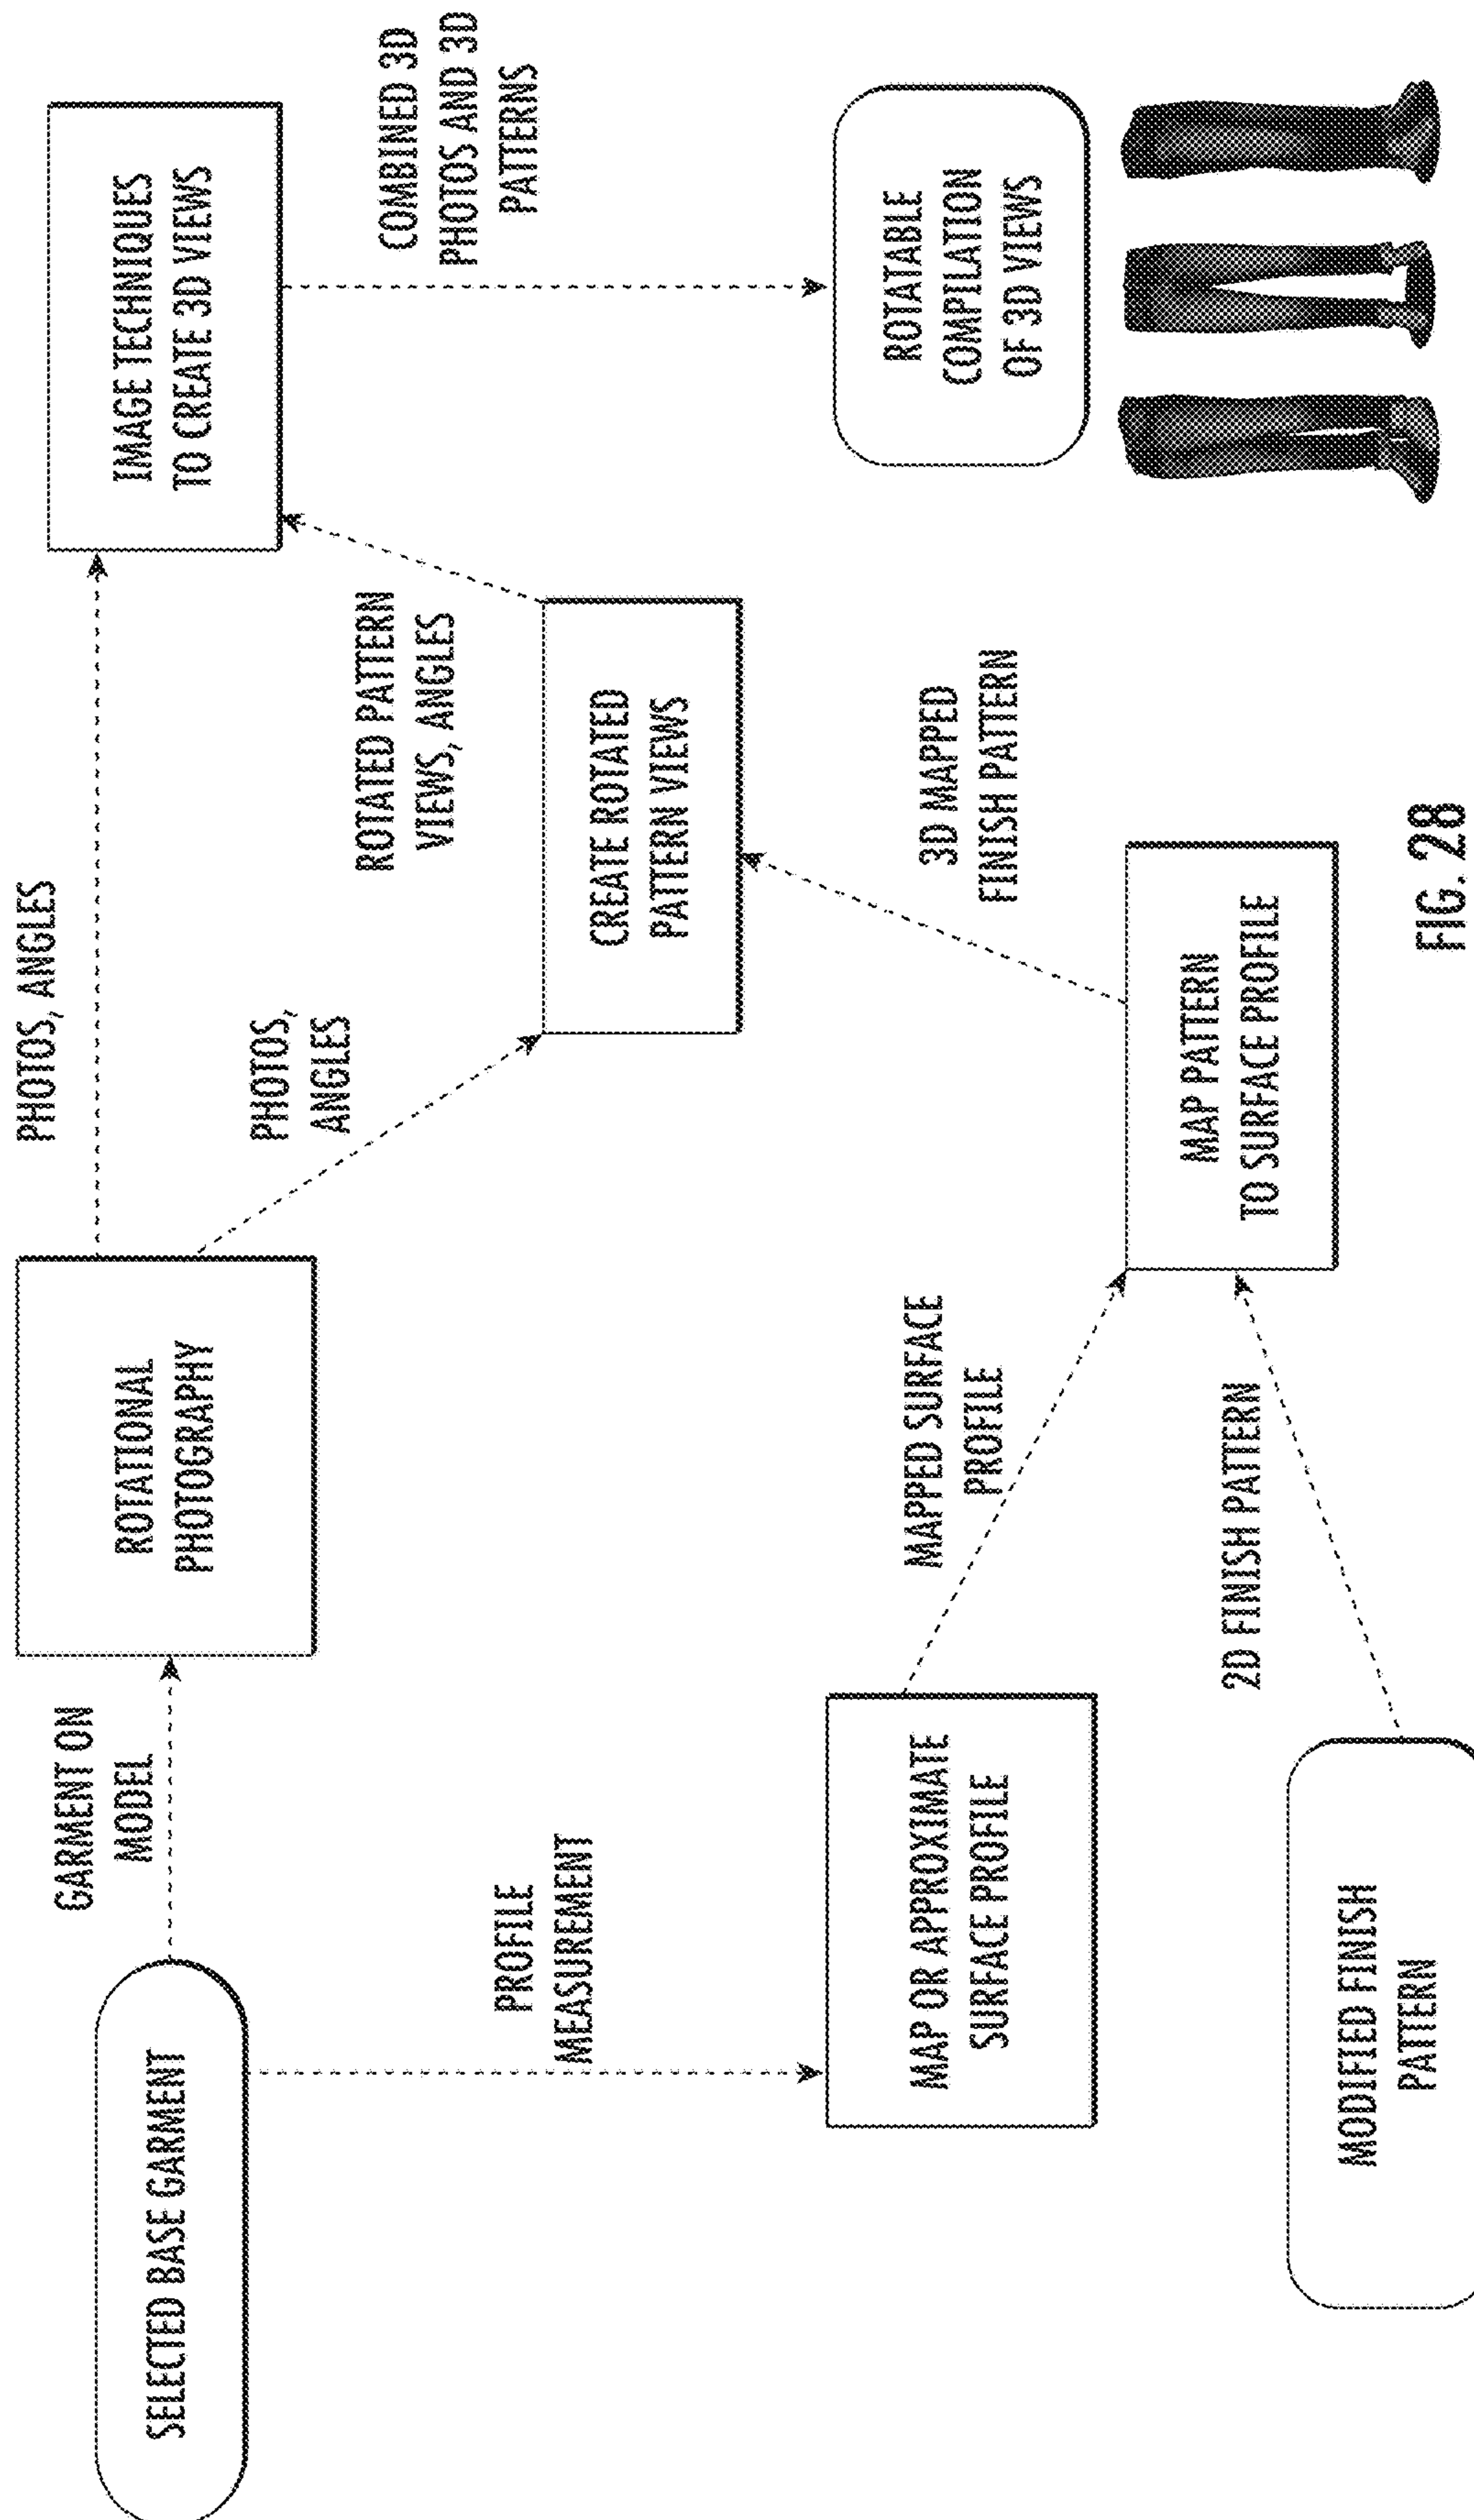 SELECTED BASE GARMENT
GARMENT ON
MODEL
ROTATIONAL
PHOTOGRAPHY
PHOTOS, ANGLES
PHOTOS,
ANGLES
IMAGE TECHNIQUES
TO CREATE 3D VIEWS
PROFILE
MEASUREMENT
ROTATED PATTERN
VIEWS, ANGLES
COMBINED 3D
PHOTOS AND 3D
PATTERNS
CREATE ROTATED
PATTERN VIEWS
MAP OR APPROXIMATE
SURFACE PROFILE
MAPPED SURFACE
PROFILE
3D MAPPED
FINISH PATTERN
ROTATABLE
COMPILATION
OF 3D VIEWS
MAP PATTERN
TO SURFACE PROFILE
2D FINISH PATTERN
MODIFIED FINISH
PATTERN
FIG. 28